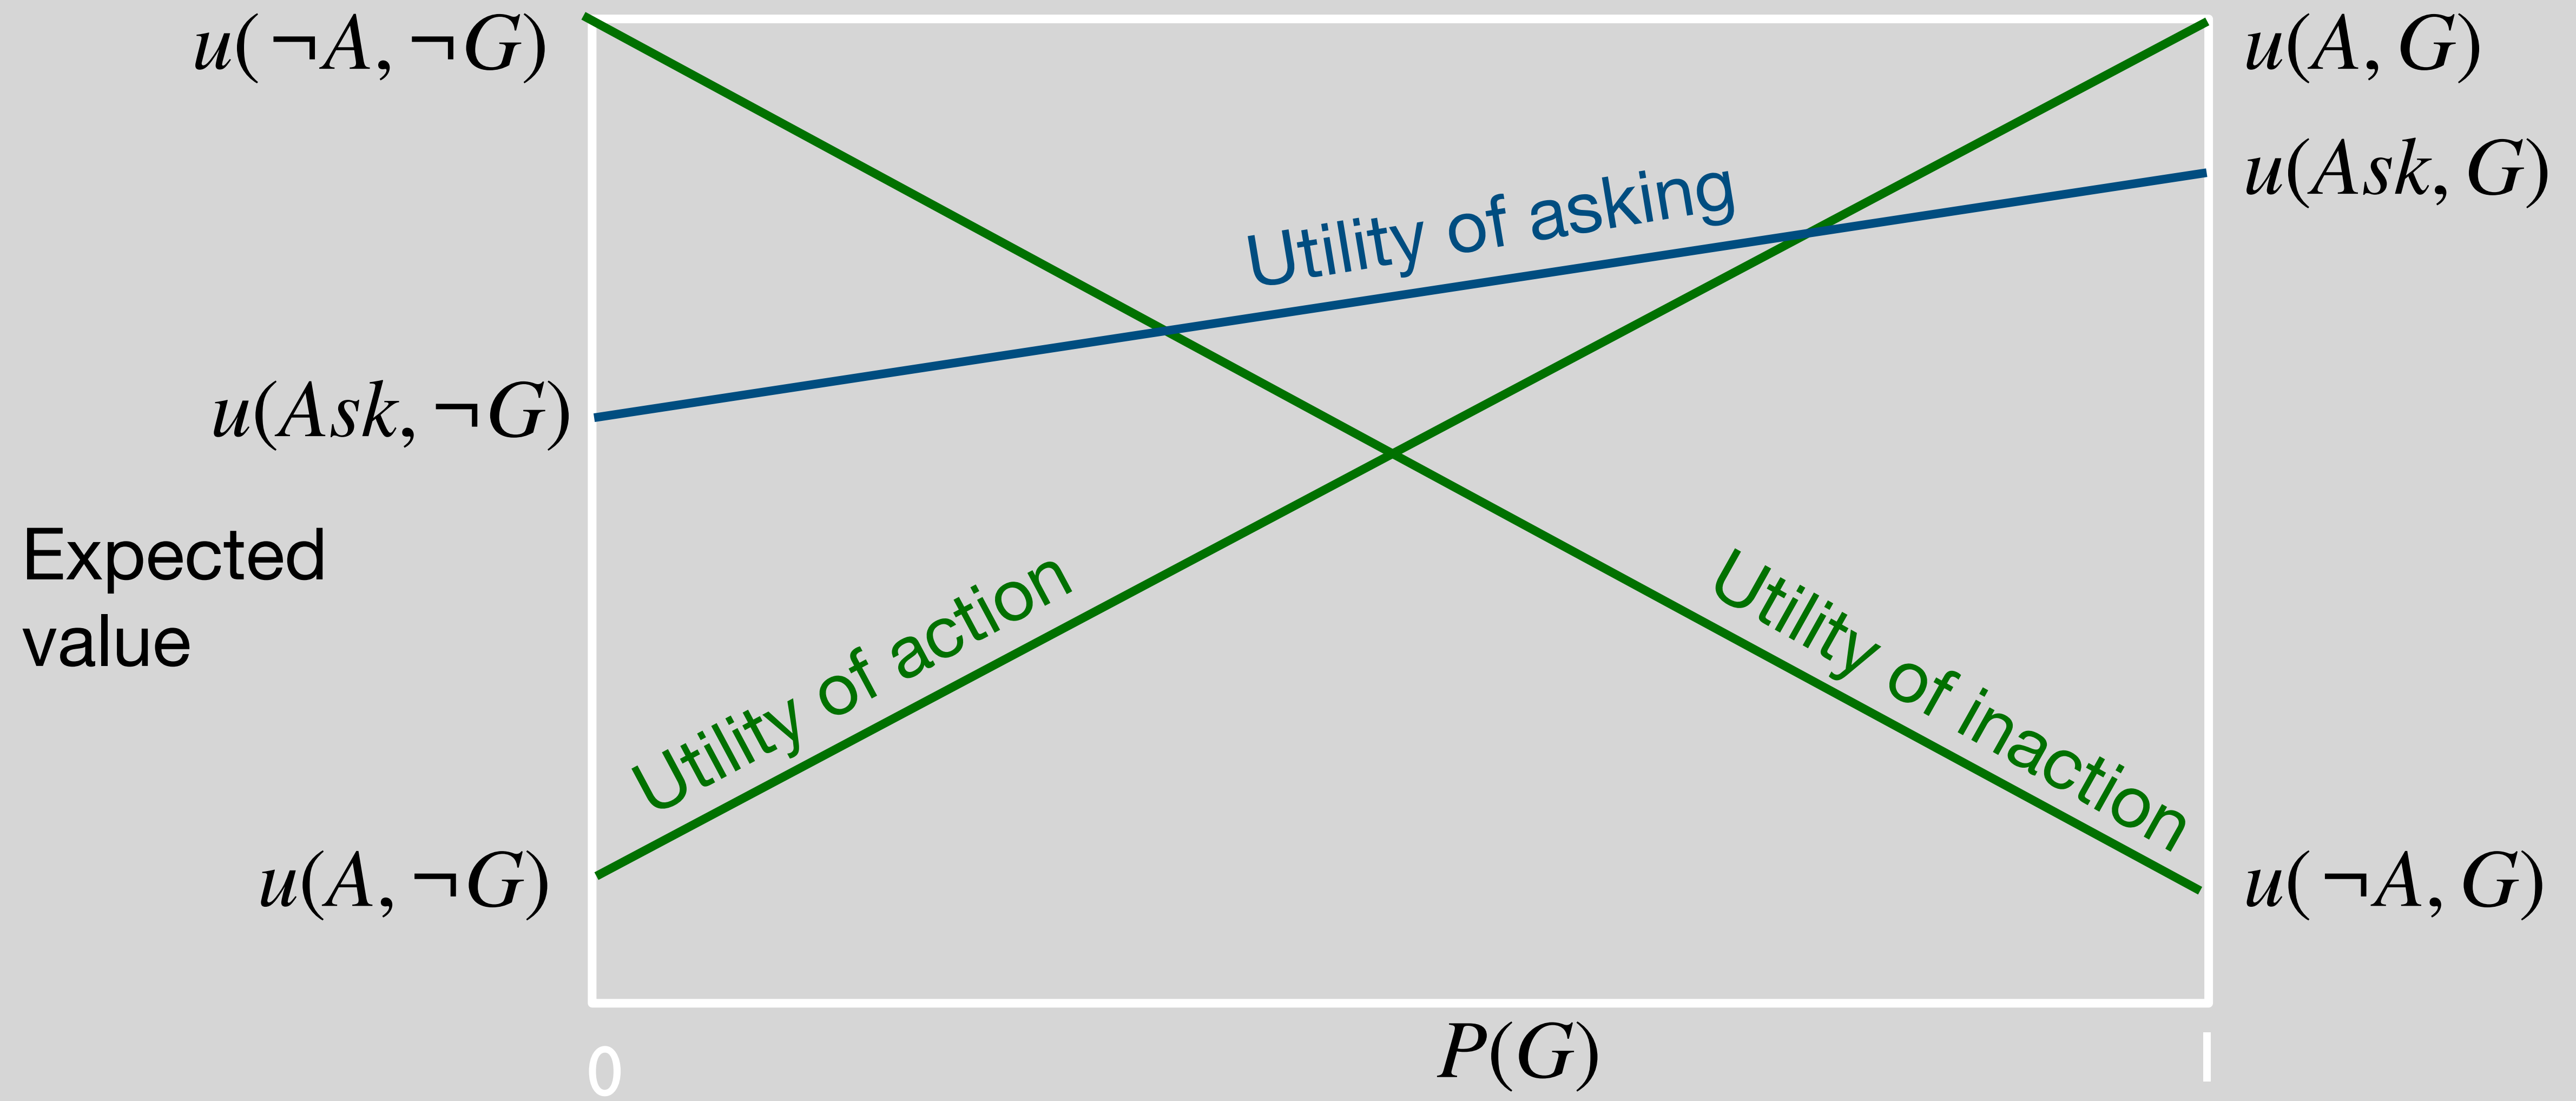 u(¬A, ¬G)
u(A, G)
u(Ask, G)
Utility of asking
u(Ask, ¬G)
Expected
value
Utility of action
Utility of inaction
u(A, ¬G)
u(¬A, G)
P(G)
0
1